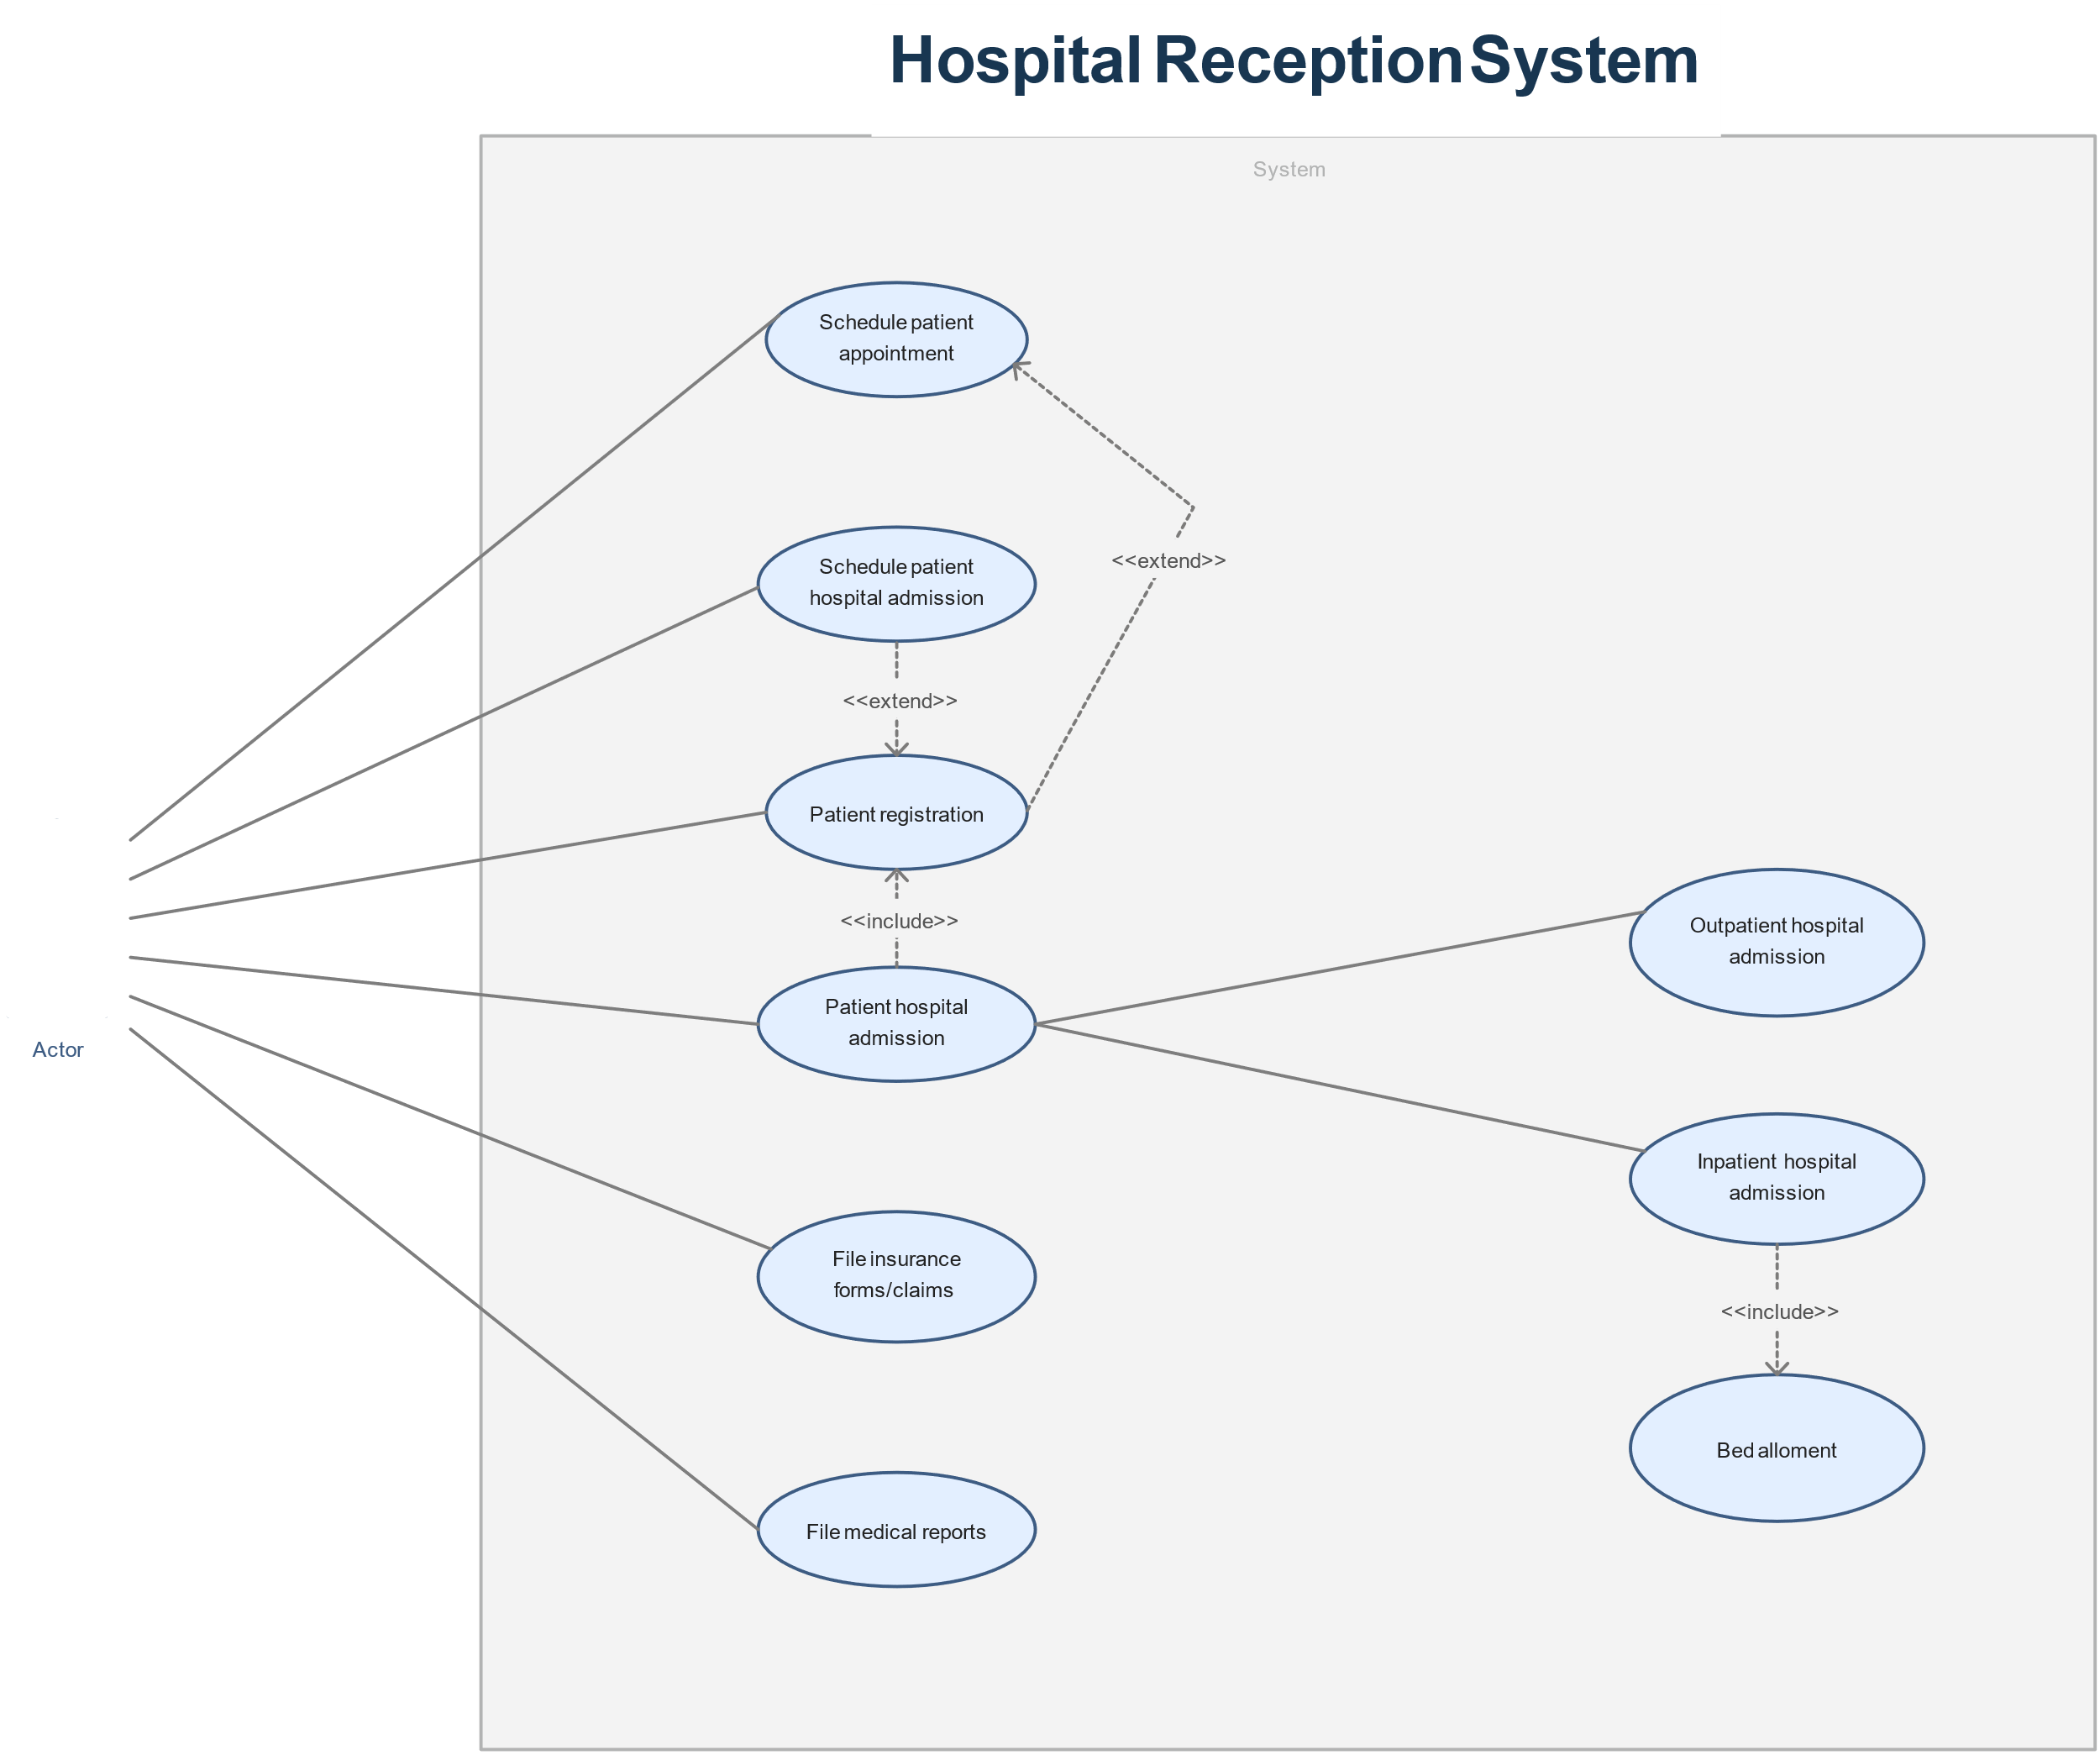 Hospital Reception System
System
Schedule patient
appointment
<<extend>>
Schedule patient
hospital admission
<<extend>>
Patient registration
<<include>>
Patient hospital
admission
Outpatient hospital
admission
Actor
Inpatient hospital
admission
File insurance
forms/claims
<<include>>
Bed alloment
File medical reports